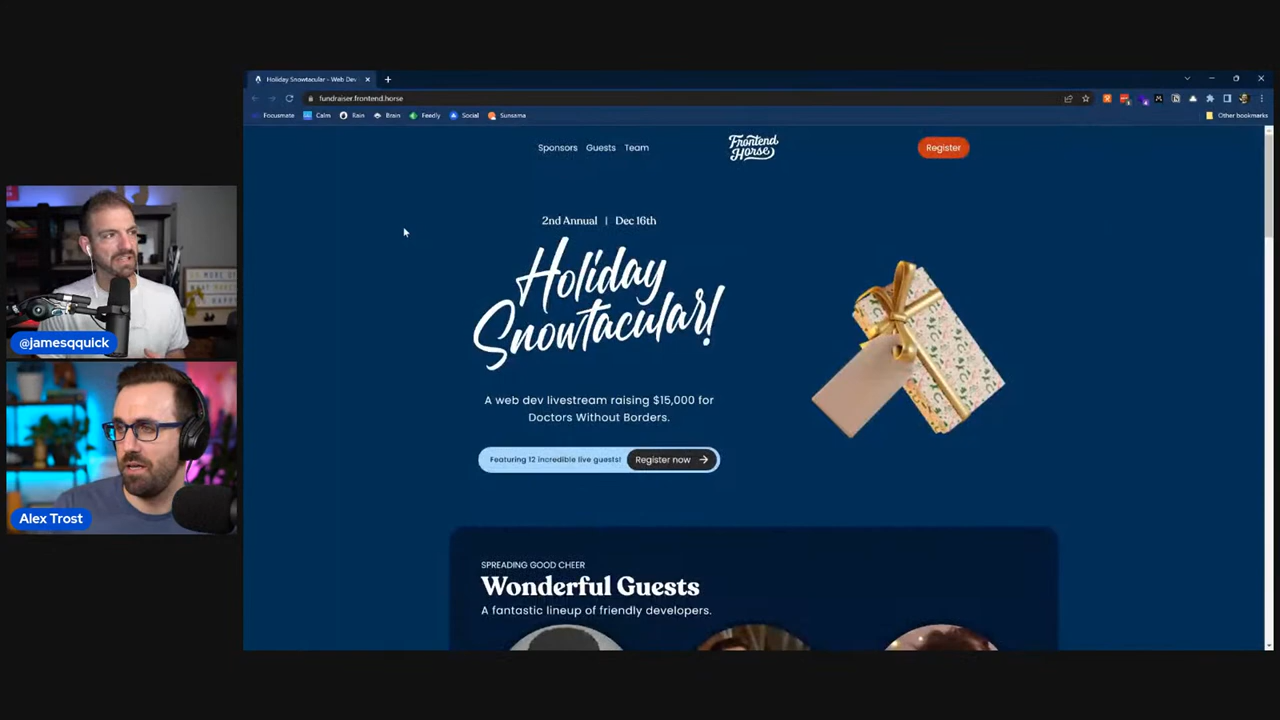 Holiday Snowtacular - Web Dev
fundraiser.frontend.horse
Focusmate Calm Rain Brain Feedly Social Sunsama Other bookmarks
Sponsors Guests Team
Frontend
Horse
Register
2nd Annual | Dec 16th
Holiday
Snowtacular!
A web dev livestream raising $15,000 for
Doctors Without Borders.
Featuring 12 incredible live guests! Register now →
SPREADING GOOD CHEER
Wonderful Guests
A fantastic lineup of friendly developers.
@jamesqquick
Alex Trost